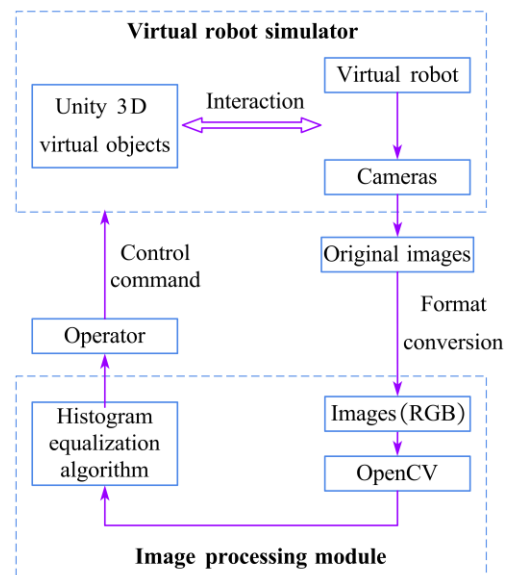 Virtual robot simulator
Virtual robot
Unity 3D
virtual objects
Interaction
Cameras
Original images
Control
command
Format
conversion
Operator
Images(RGB)
Histogram
equalization
algorithm
OpenCV
Image processing module